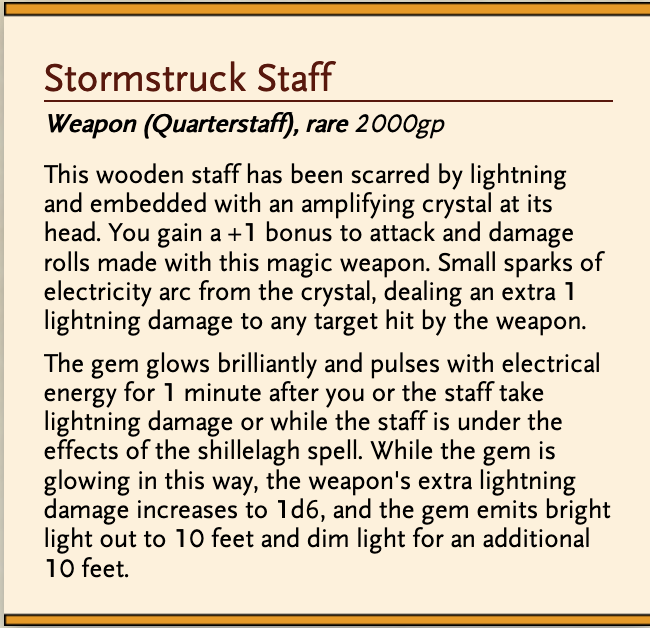 Stormstruck Staff
Weapon (Quarterstaff), rare 2000gp
This wooden staff has been scarred by lightning
and embedded with an amplifying crystal at its
head. You gain a +1 bonus to attack and damage
rolls made with this magic weapon. Small sparks of
electricity arc from the crystal, dealing an extra 1
lightning damage to any target hit by the weapon.
The gem glows brilliantly and pulses with electrical
energy for 1 minute after you or the staff take
lightning damage or while the staff is under the
effects of the shillelagh spell. While the gem is
glowing in this way, the weapon's extra lightning
damage increases to 1d6, and the gem emits bright
light out to 10 feet and dim light for an additional
10 feet.